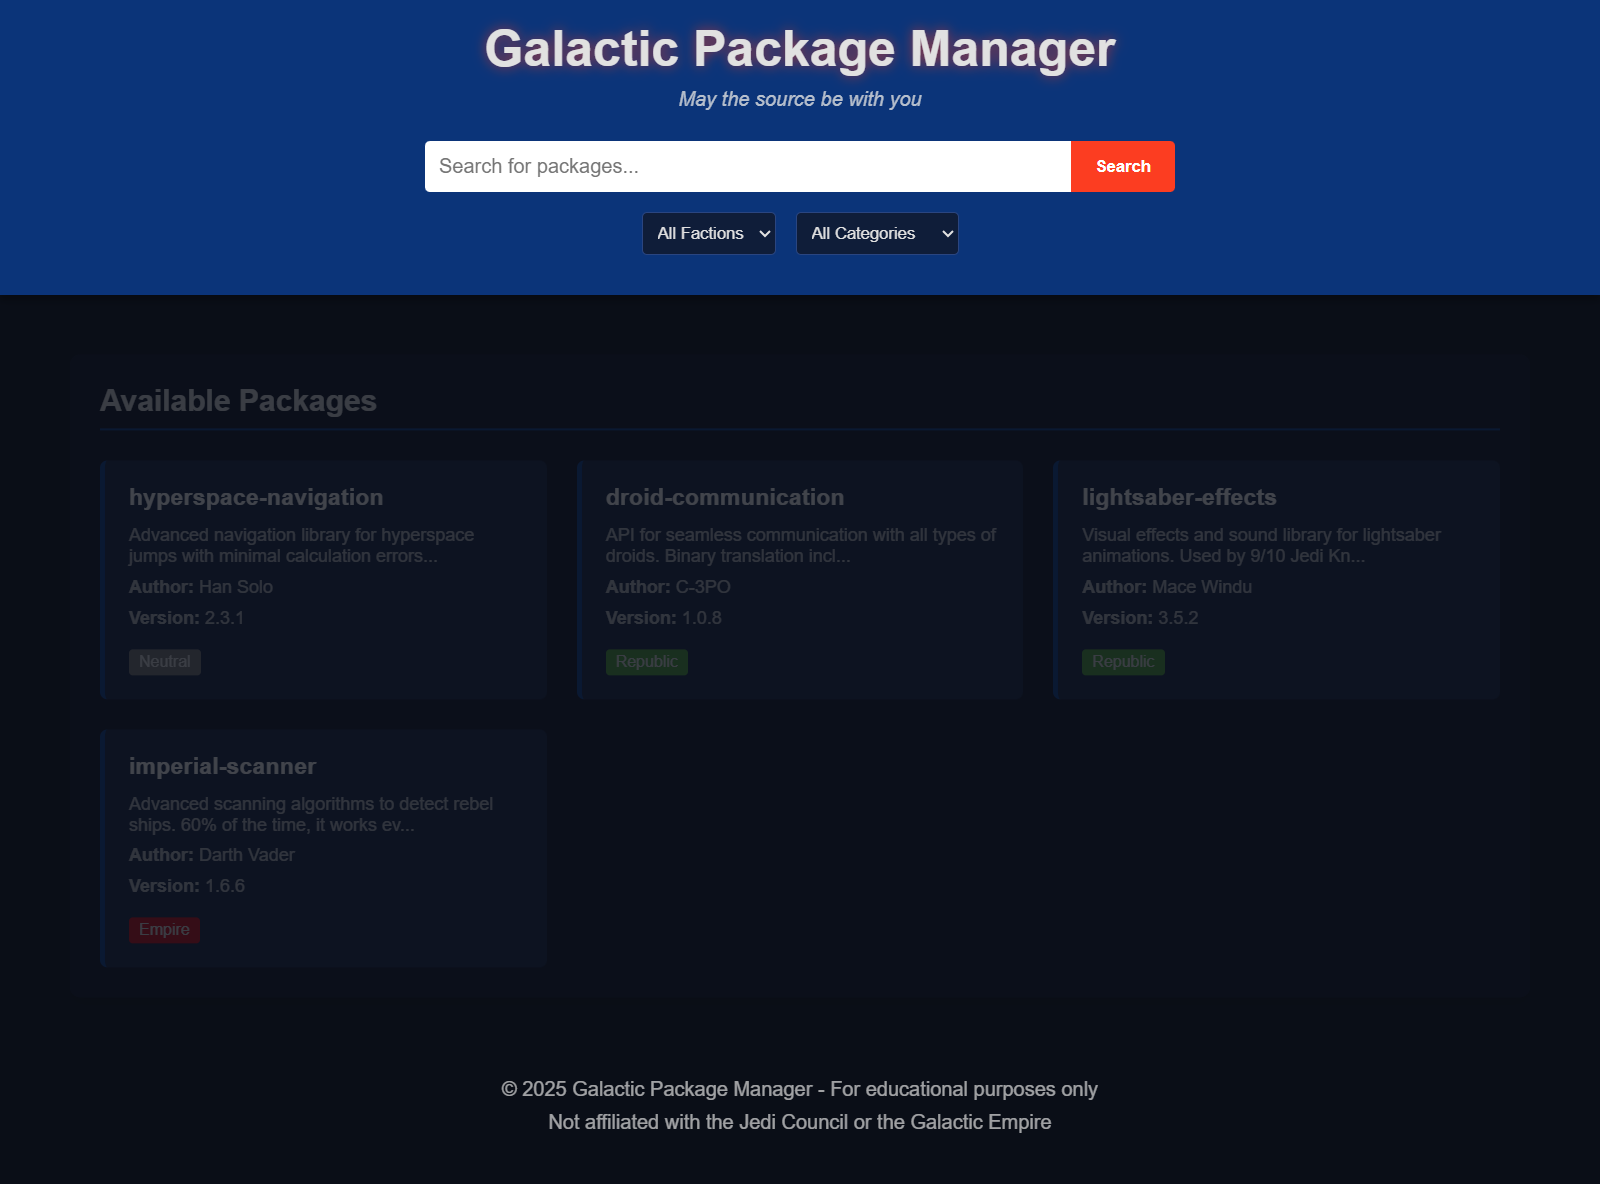 Galactic Package Manager
May the source be with you
Search for packages...
Search
All Factions
All Categories
Available Packages
hyperspace-navigation
Advanced navigation library for hyperspace
jumps with minimal calculation errors...
Author: Han Solo
Version: 2.3.1
Neutral
droid-communication
API for seamless communication with all types of
droids. Binary translation incl...
Author: C-3PO
Version: 1.0.8
Republic
lightsaber-effects
Visual effects and sound library for lightsaber
animations. Used by 9/10 Jedi Kn...
Author: Mace Windu
Version: 3.5.2
Republic
imperial-scanner
Advanced scanning algorithms to detect rebel
ships. 60% of the time, it works ev...
Author: Darth Vader
Version: 1.6.6
Empire
© 2025 Galactic Package Manager - For educational purposes only
Not affiliated with the Jedi Council or the Galactic Empire